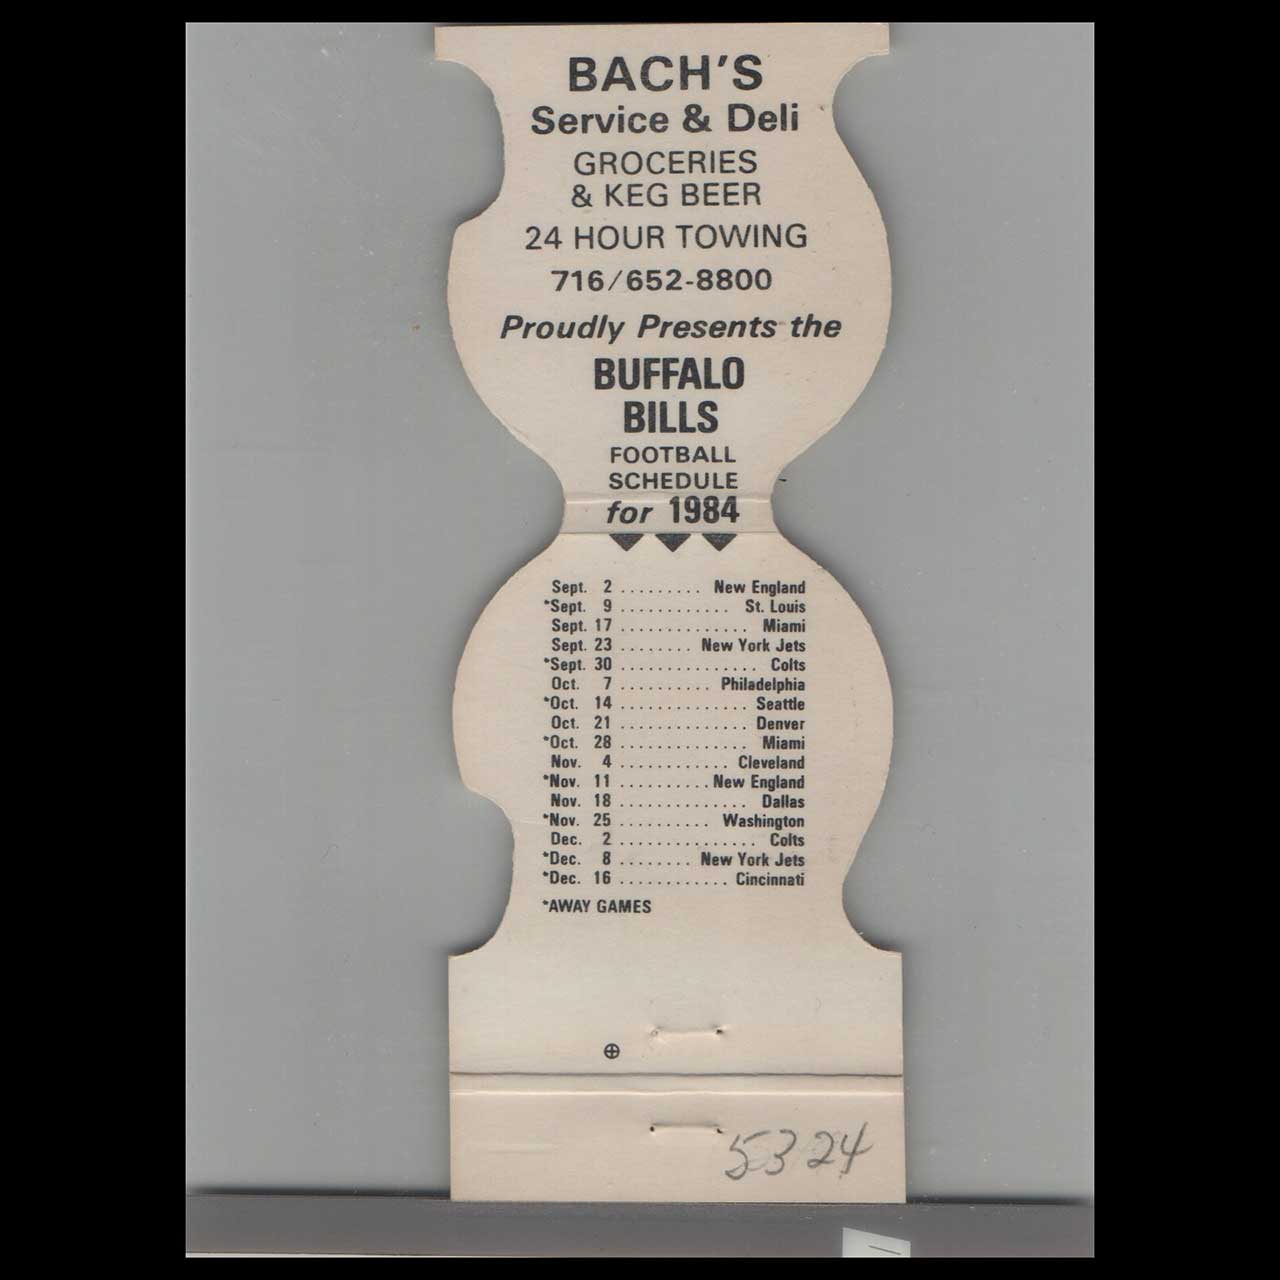 BACH'S
Service & Deli
GROCERIES
& KEG BEER
24 HOUR TOWING
716/652-8800
Proudly Presents the
BUFFALO
BILLS
FOOTBALL
SCHEDULE
for 1984
Sept. 2 ......... New England
*Sept. 9 ............ St. Louis
Sept. 17 .............. Miami
Sept. 23 ........ New York Jets
*Sept. 30 ............... Colts
Oct. 7 .......... Philadelphia
*Oct. 14 .............. Seattle
Oct. 21 .............. Denver
*Oct. 28 .............. Miami
Nov. 4 ............ Cleveland
*Nov. 11 .......... New England
Nov. 18 .............. Dallas
*Nov. 25 .......... Washington
Dec. 2 ............... Colts
*Dec. 8 ........ New York Jets
*Dec. 16 ............ Cincinnati
*AWAY GAMES
5324